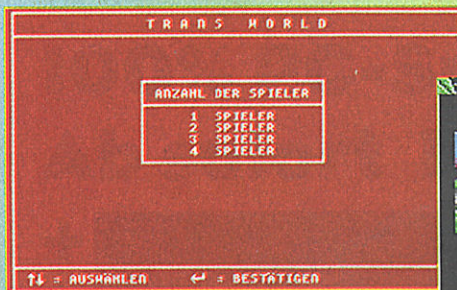 TRANS WORLD
ANZAHL DER SPIELER
1 SPIELER
2 SPIELER
3 SPIELER
4 SPIELER
↑↓ = AUSWÄHLEN ↵ = BESTÄTIGEN